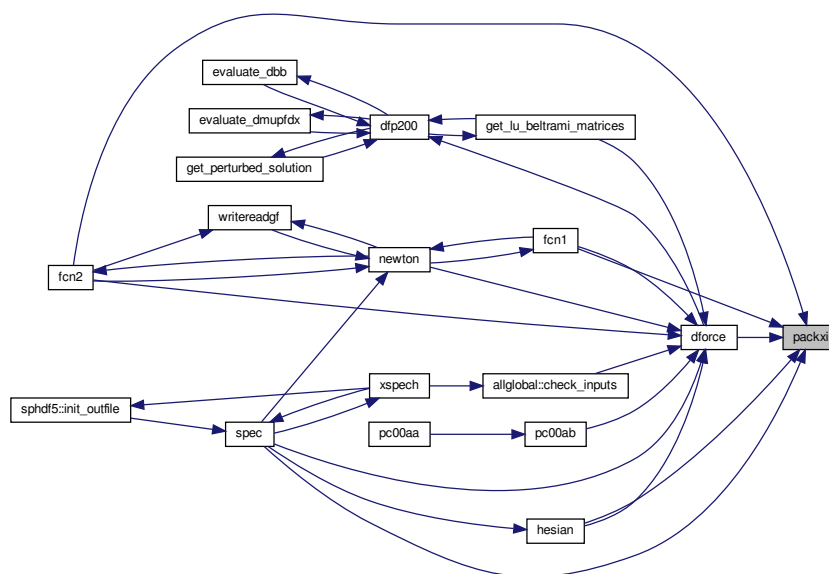 evaluate_dbb
evaluate_dmupfdx
dfp200
get_lu_beltrami_matrices
get_perturbed_solution
writereadgf
fcn1
newton
fcn2
dforce
packxi
xspech
allglobal::check_inputs
sphdf5::init_outfile
spec
pc00aa
pc00ab
hesian